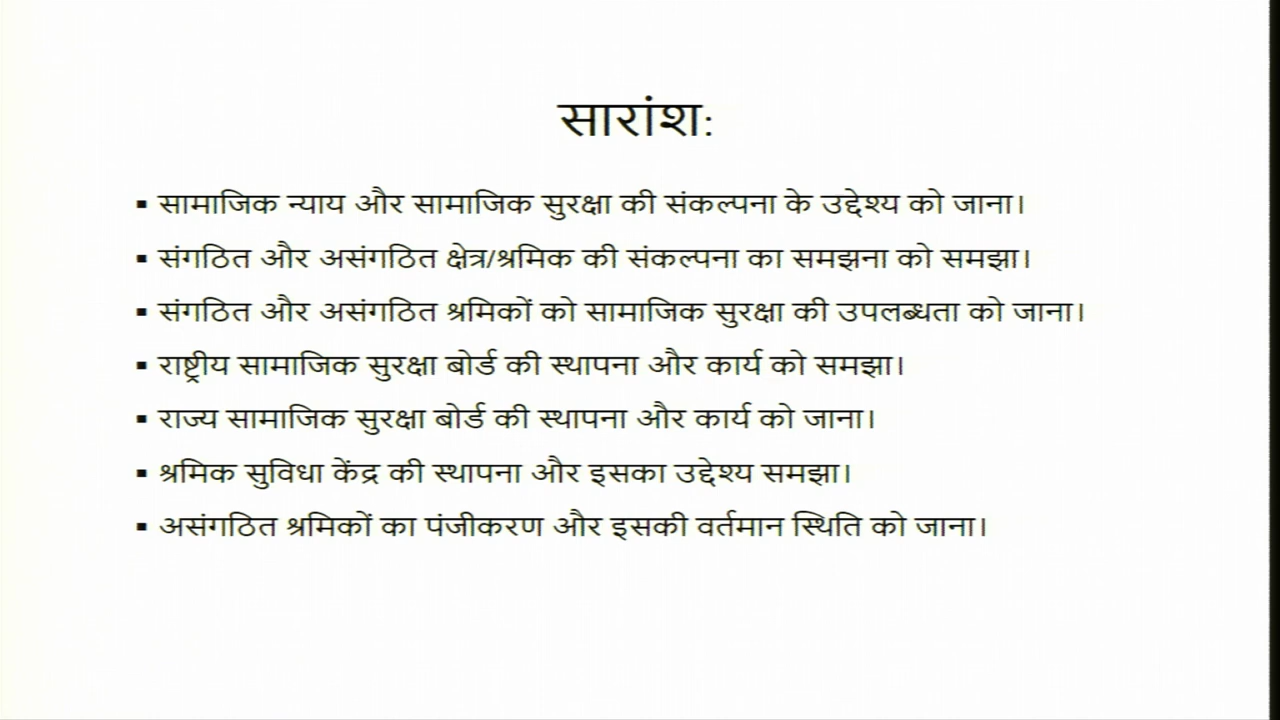 सारांश:
▪ सामाजिक न्याय और सामाजिक सुरक्षा की संकल्पना के उद्देश्य को जाना।
▪ संगठित और असंगठित क्षेत्र/श्रमिक की संकल्पना का समझना को समझा।
▪ संगठित और असंगठित श्रमिकों को सामाजिक सुरक्षा की उपलब्धता को जाना।
▪ राष्ट्रीय सामाजिक सुरक्षा बोर्ड की स्थापना और कार्य को समझा।
▪ राज्य सामाजिक सुरक्षा बोर्ड की स्थापना और कार्य को जाना।
▪ श्रमिक सुविधा केंद्र की स्थापना और इसका उद्देश्य समझा।
▪ असंगठित श्रमिकों का पंजीकरण और इसकी वर्तमान स्थिति को जाना।